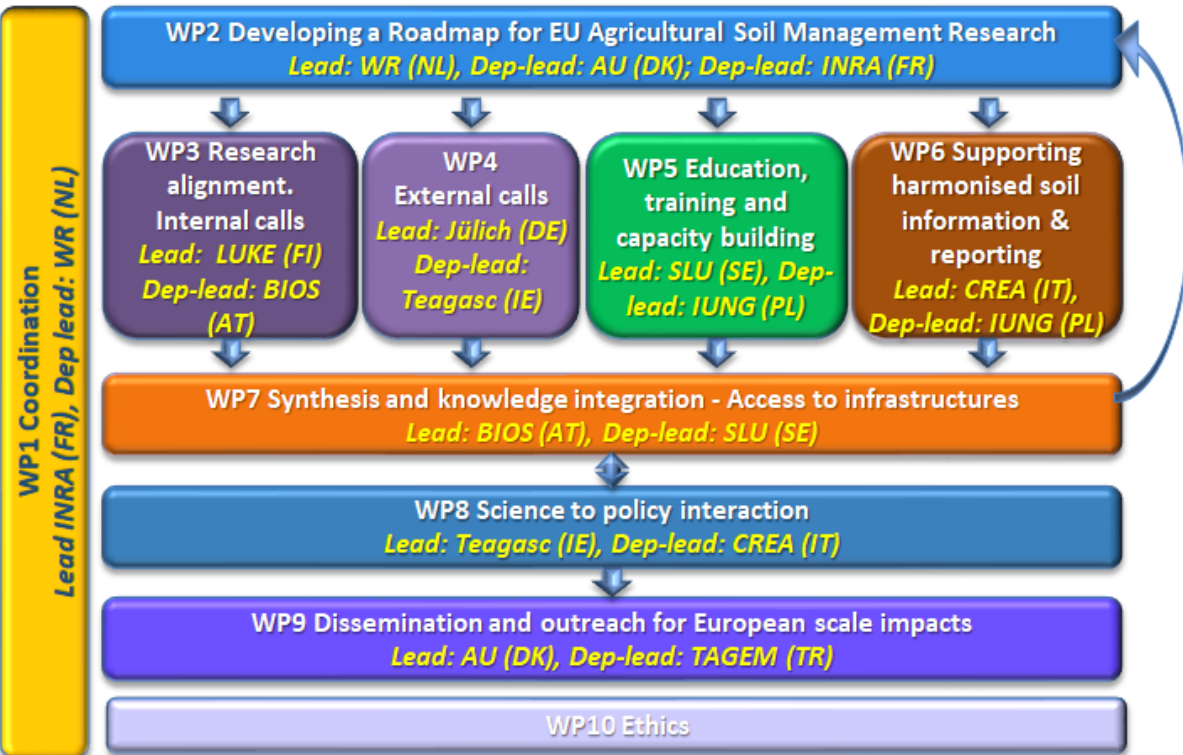 WP1 Coordination
Lead INRA (FR), Dep lead: WR (NL)
WP2 Developing a Roadmap for EU Agricultural Soil Management Research
Lead: WR (NL), Dep-lead: AU (DK); Dep-lead: INRA (FR)
WP3 Research
alignment.
Internal calls
Lead: LUKE (FI)
Dep-lead: BIOS
(AT)
WP4
External calls
Lead: Jülich (DE)
Dep-lead:
Teagasc (IE)
WP5 Education,
training and
capacity building
Lead: SLU (SE), Dep-
lead: IUNG (PL)
WP6 Supporting
harmonised soil
information &
reporting
Lead: CREA (IT),
Dep-lead: IUNG (PL)
WP7 Synthesis and knowledge integration - Access to infrastructures
Lead: BIOS (AT), Dep-lead: SLU (SE)
WP8 Science to policy interaction
Lead: Teagasc (IE), Dep-lead: CREA (IT)
WP9 Dissemination and outreach for European scale impacts
Lead: AU (DK), Dep-lead: TAGEM (TR)
WP10 Ethics